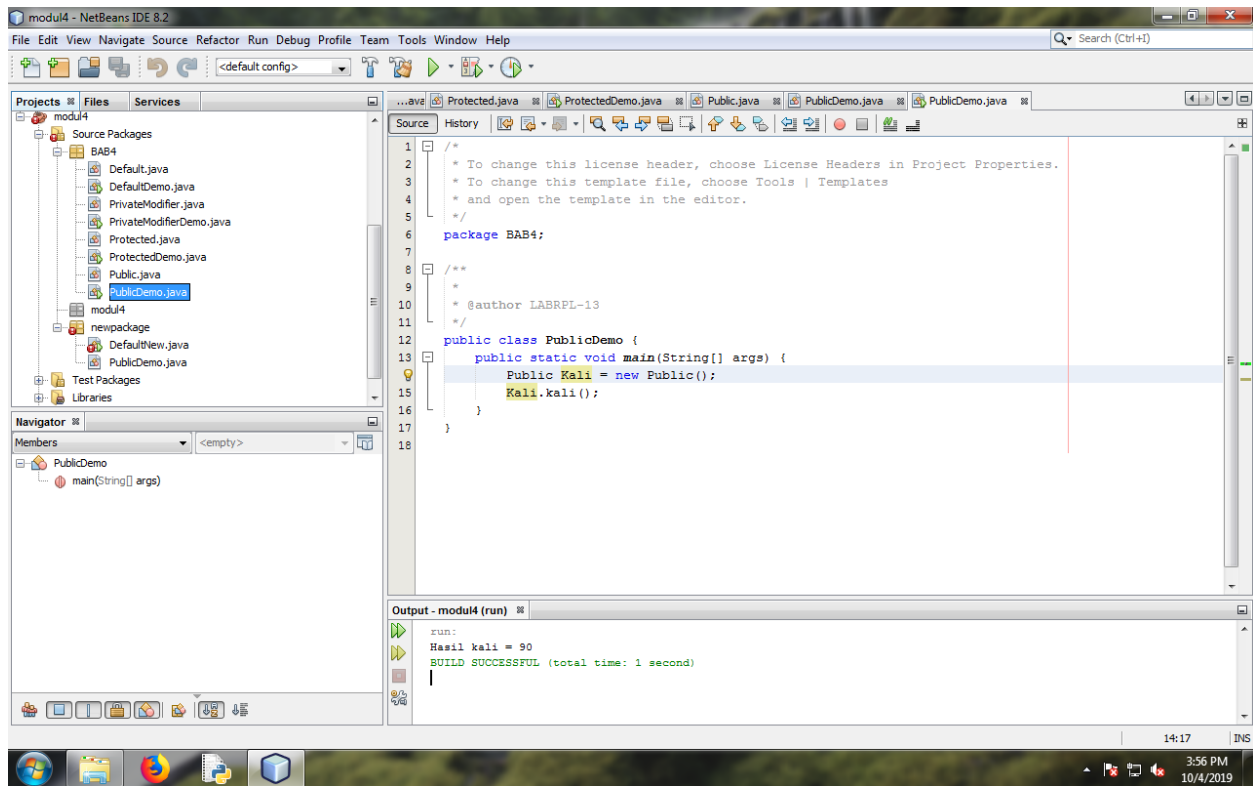 modul4 - NetBeans IDE 8.2
File Edit View Navigate Source Refactor Run Debug Profile Team Tools Window Help
Search (Ctrl+I)
<default config>
Projects Files Services
modul4
Source Packages
BAB4
Default.java
DefaultDemo.java
PrivateModifier.java
PrivateModifierDemo.java
Protected.java
ProtectedDemo.java
Public.java
PublicDemo.java
modul4
newpackage
DefaultNew.java
PublicDemo.java
Test Packages
Libraries
Navigator
Members <empty>
PublicDemo
main(String[] args)
...ava Protected.java ProtectedDemo.java Public.java PublicDemo.java PublicDemo.java
Source History
1 /*
2 * To change this license header, choose License Headers in Project Properties.
3 * To change this template file, choose Tools | Templates
4 * and open the template in the editor.
5 */
6 package BAB4;
7
8 /**
9 *
10 * @author LABRPL-13
11 */
12 public class PublicDemo {
13 public static void main(String[] args) {
Public Kali = new Public();
15 Kali.kali();
16 }
17 }
18
Output - modul4 (run)
run:
Hasil kali = 90
BUILD SUCCESSFUL (total time: 1 second)
14:17 INS
3:56 PM
10/4/2019